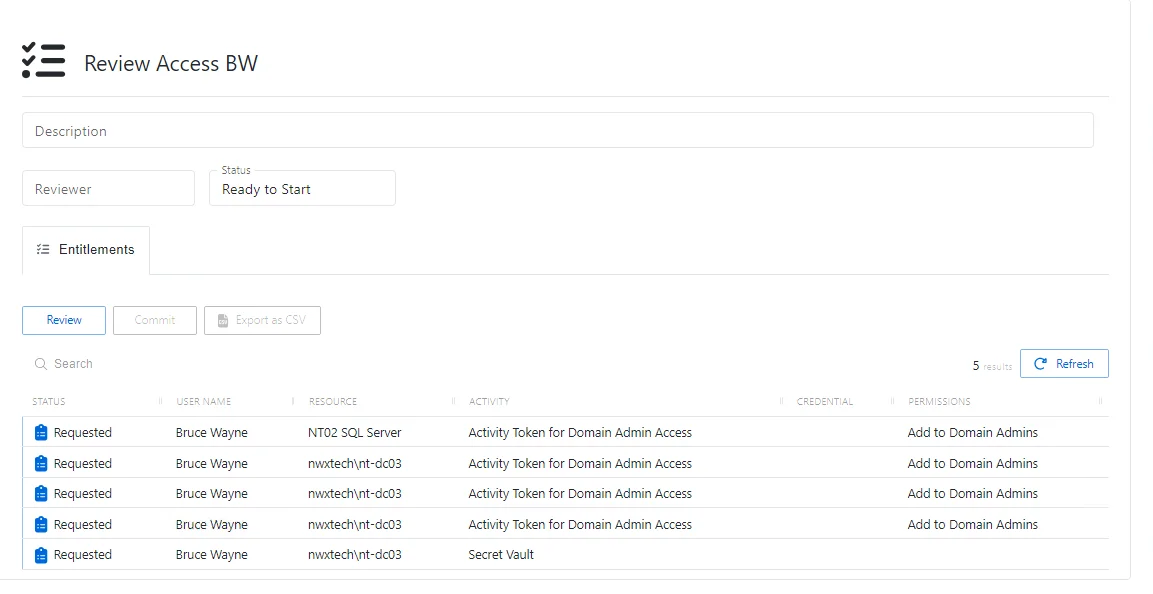 Review Access BW
Description
Reviewer
Status
Ready to Start
Entitlements
Review Commit Export as CSV
Search
5 results Refresh
STATUS USER NAME RESOURCE ACTIVITY CREDENTIAL PERMISSIONS
Requested Bruce Wayne NT02 SQL Server Activity Token for Domain Admin Access Add to Domain Admins
Requested Bruce Wayne nwxtech\nt-dc03 Activity Token for Domain Admin Access Add to Domain Admins
Requested Bruce Wayne nwxtech\nt-dc03 Activity Token for Domain Admin Access Add to Domain Admins
Requested Bruce Wayne nwxtech\nt-dc03 Activity Token for Domain Admin Access Add to Domain Admins
Requested Bruce Wayne nwxtech\nt-dc03 Secret Vault